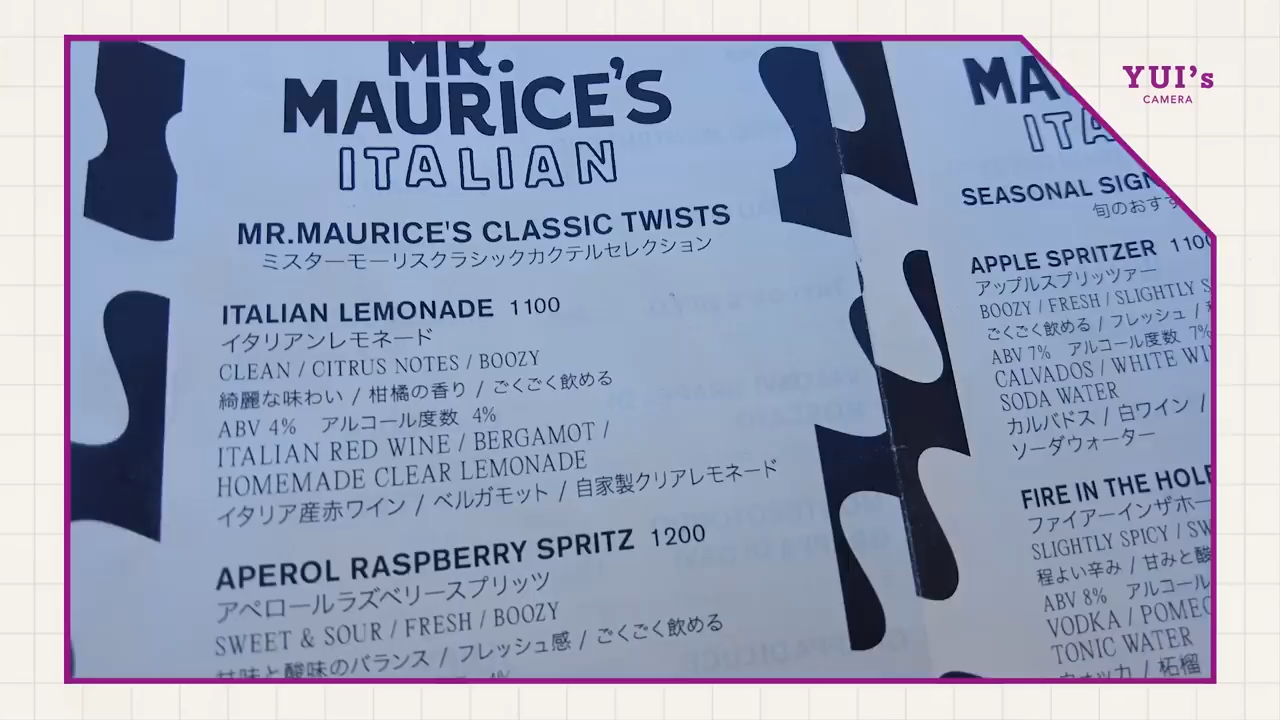 YUI's
CAMERA
MR.
MAURiCE'S
ITALIAN
MR.MAURICE'S CLASSIC TWISTS
ミスターモーリスクラシックカクテルセレクション
ITALIAN LEMONADE 1100
イタリアンレモネード
CLEAN / CITRUS NOTES / BOOZY
綺麗な味わい / 柑橘の香り / ごくごく飲める
ABV 4% アルコール度数 4%
ITALIAN RED WINE / BERGAMOT /
HOMEMADE CLEAR LEMONADE
イタリア産赤ワイン / ベルガモット / 自家製クリアレモネード
APEROL RASPBERRY SPRITZ 1200
アペロールラズベリースプリッツ
SWEET & SOUR / FRESH / BOOZY
甘味と酸味のバランス / フレッシュ感 / ごくごく飲める
SEASONAL
旬のおすす
APPLE SPRITZER 1100
アップルスプリッツァー
BOOZY / FRESH / SLIGHTLY
ごくごく飲める / フレッシュ /
ABV 7% アルコール度数 7%
CALVADOS / WHITE
SODA WATER
カルバドス / 白ワイン /
ソーダウォーター
FIRE IN THE
ファイアーインザホー
SLIGHTLY SPICY /
程よい辛み / 甘みと酸
ABV 8% アルコール
VODKA /
TONIC WATER
ウォッカ / 柘榴